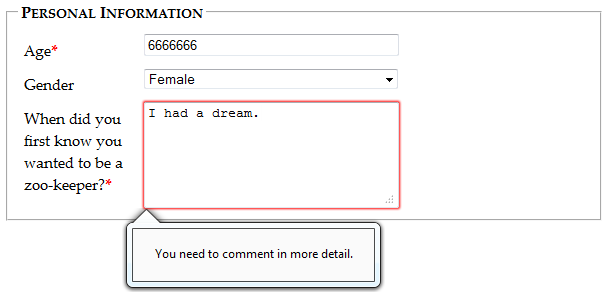 Personal Information
Age*
6666666
Gender
Female
When did you
first know you
wanted to be a
zoo-keeper?*
I had a dream.
You need to comment in more detail.